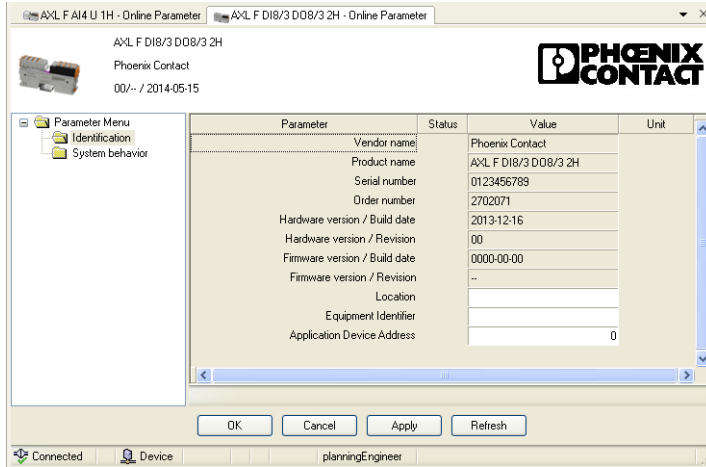 AXL F AI4 U 1H - Online Parameter AXL F DI8/3 DO8/3 2H - Online Parameter
AXL F DI8/3 DO8/3 2H
Phoenix Contact
00/-- / 2014-05-15
PHŒNIX
CONTACT
Parameter Menu
Identification
System behavior
Parameter Status Value Unit
Vendor name Phoenix Contact
Product name AXL F DI8/3 DO8/3 2H
Serial number 0123456789
Order number 2702071
Hardware version / Build date 2013-12-16
Hardware version / Revision 00
Firmware version / Build date 0000-00-00
Firmware version / Revision --
Location
Equipment Identifier
Application Device Address 0
OK Cancel Apply Refresh
Connected Device planningEngineer